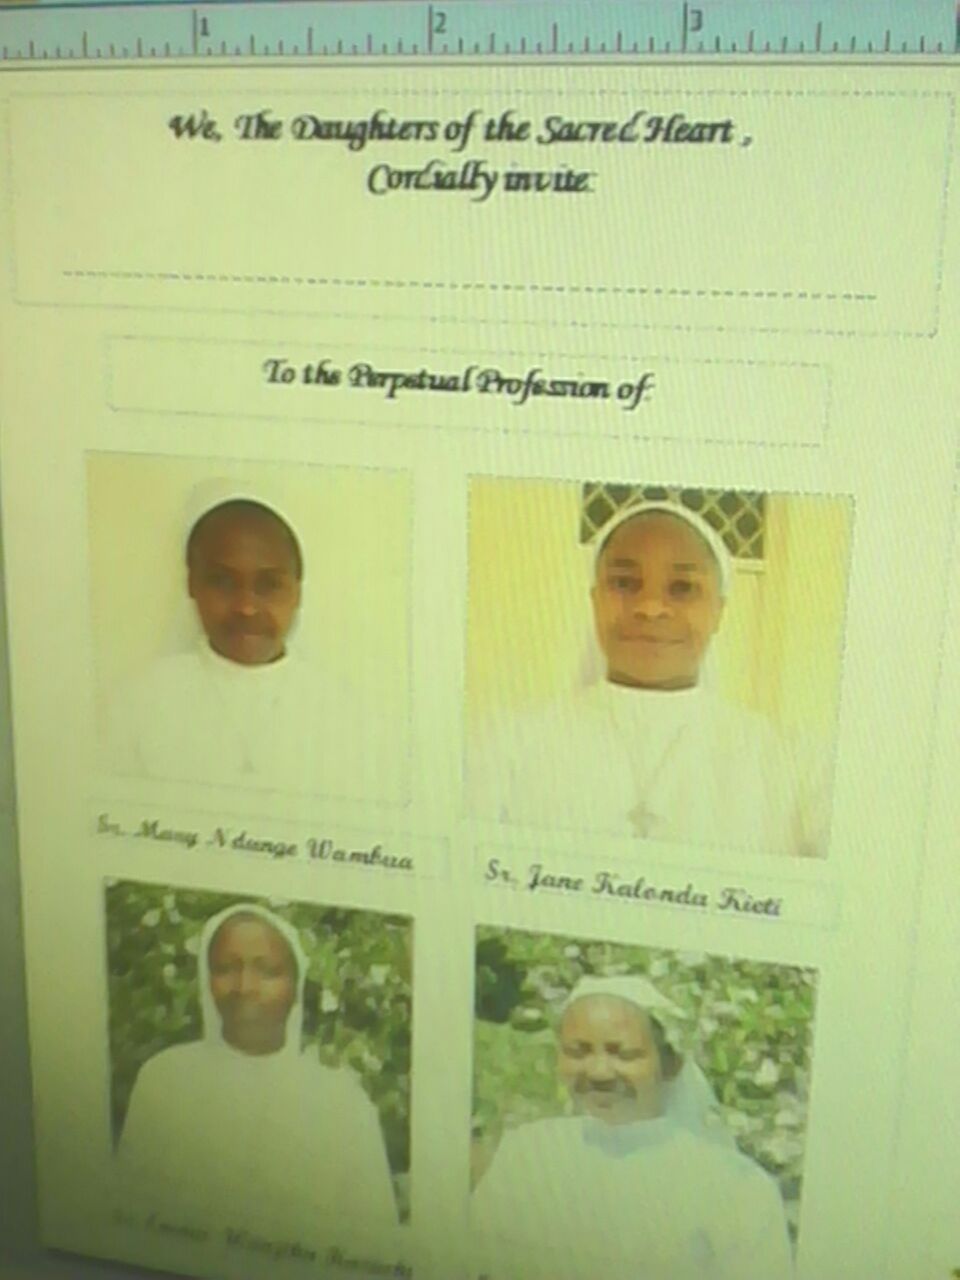 1 2 3
We, The Daughters of the Sacred Heart ,
Cordially invite:
To the Perpetual Profession of:
Sr. Mary Ndunge Wambua
Sr. Jane Kalonda Kieti